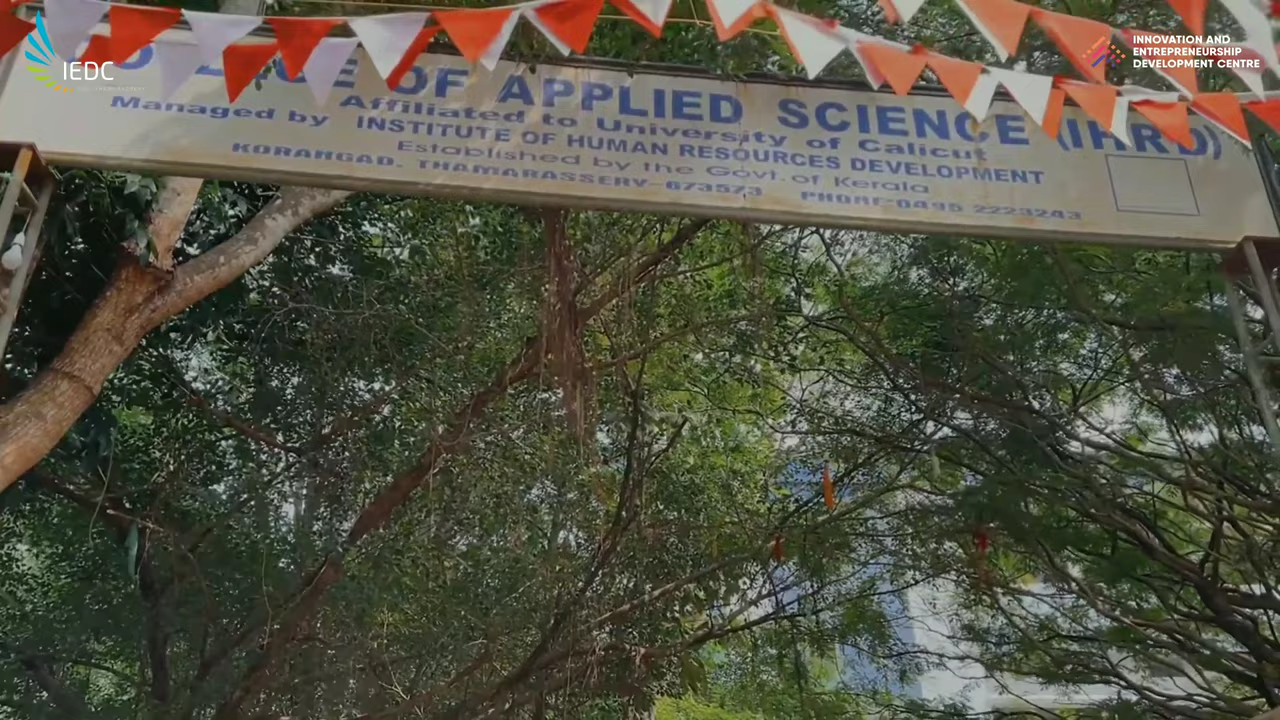 IEDC
INNOVATION AND
ENTREPRENEURSHIP
DEVELOPMENT CENTRE
OF APPLIED SCIENCE (IHRD)
Affiliated to University of Calicut
Managed by INSTITUTE OF HUMAN RESOURCES DEVELOPMENT
Established by the Govt. of Kerala
KORANGAD. THAMARASSERY-673573 PHONE-0495 2223243